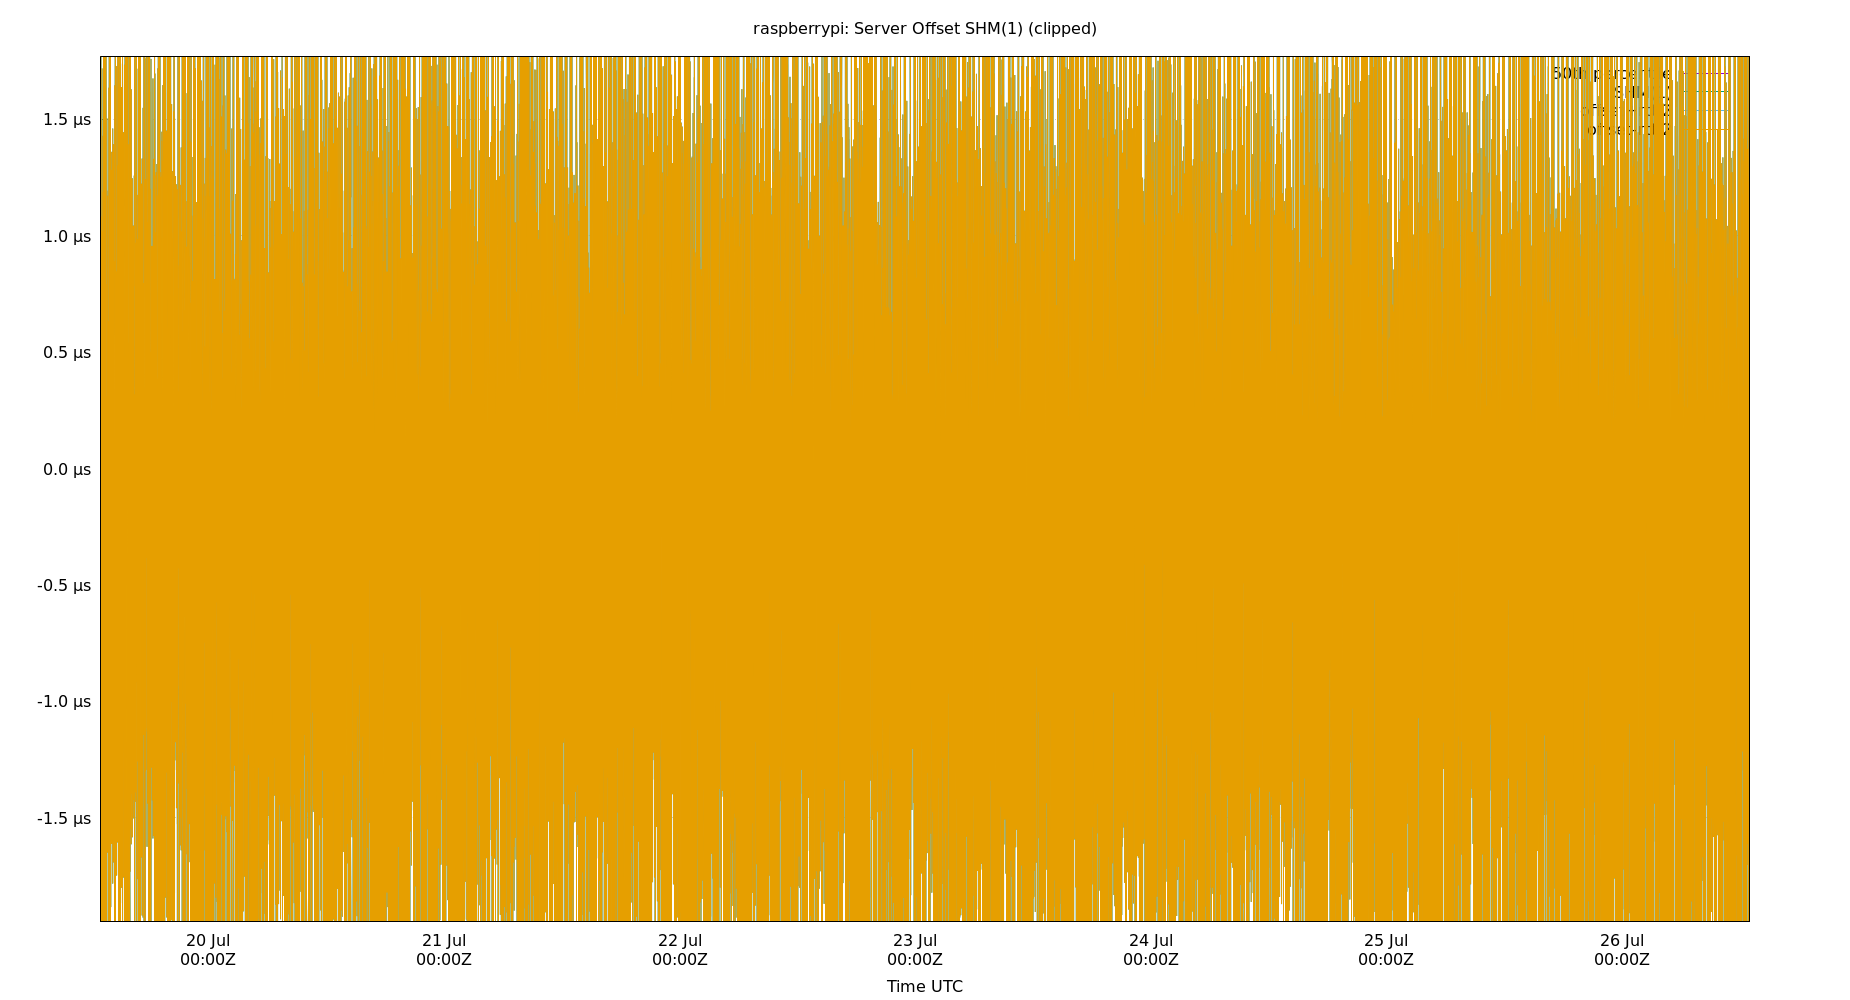 raspberrypi: Server Offset SHM(1) (clipped)
50th percentile
1.5 µs
1.0 µs
0.5 µs
0.0 µs
-0.5 µs
-1.0 µs
-1.5 µs
20 Jul 21 Jul 22 Jul 23 Jul 24 Jul 25 Jul 26 Jul
00:00Z 00:00Z 00:00Z 00:00Z 00:00Z 00:00Z 00:00Z
Time UTC